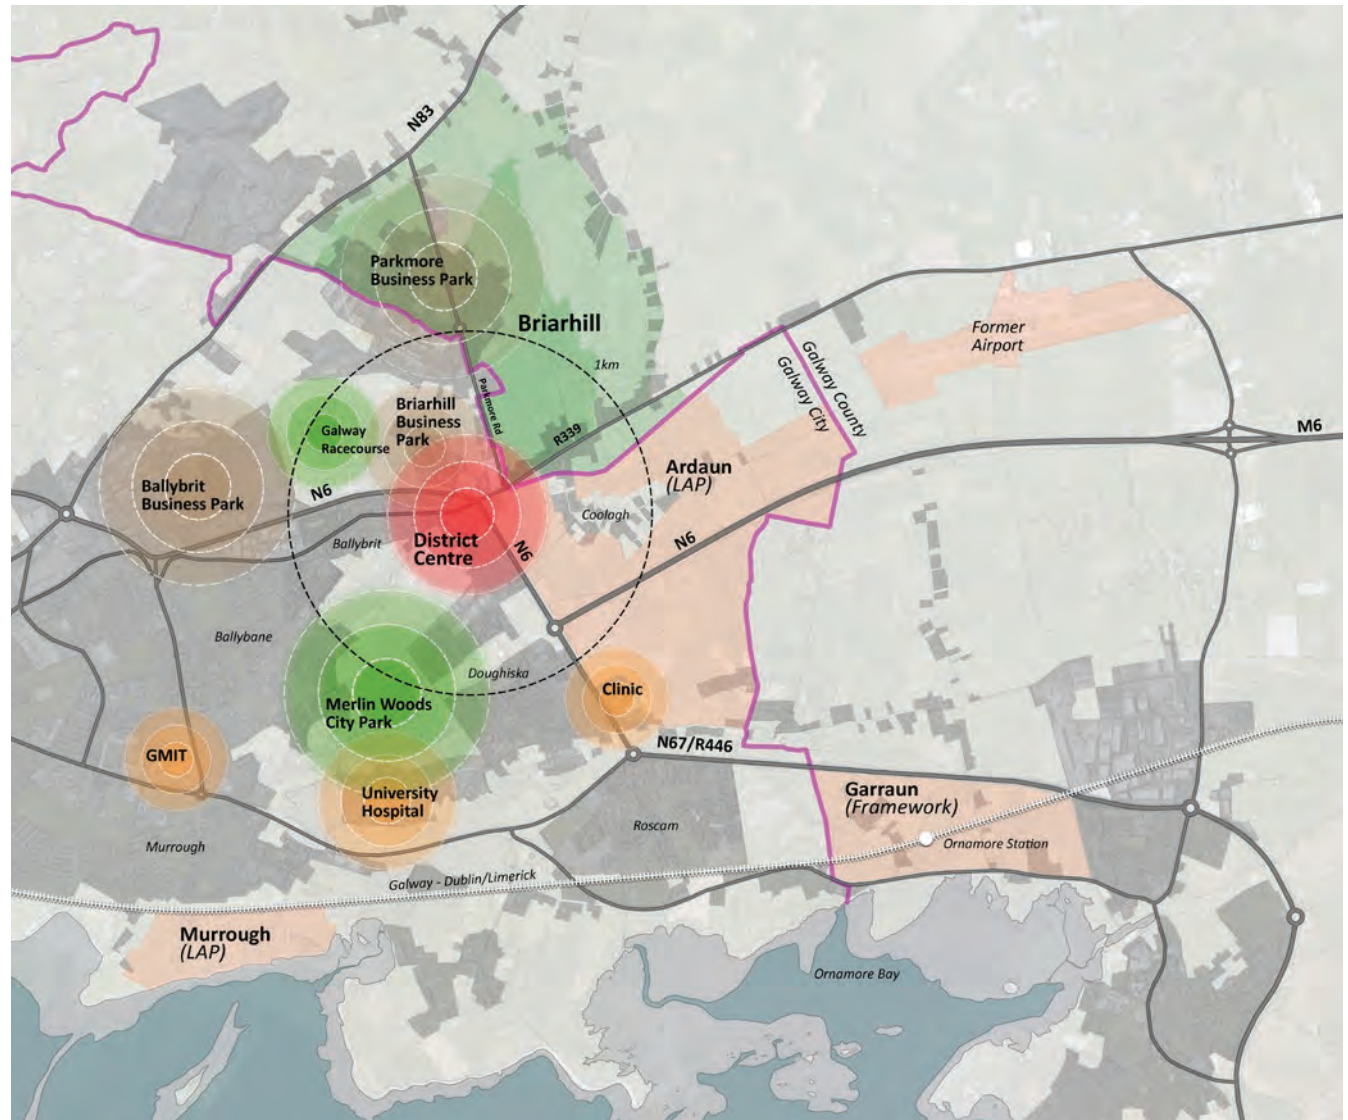 N83
Parkmore
Business Park
Briarhill
1km
Former
Airport
Galway County
Galway City
Parkmore Rd
Briarhill
Business
Park
Galway
Racecourse
R339
M6
Ardaun
(LAP)
Ballybrit
Business Park
N6
Coolagh
Ballybrit
District
Centre
N6
N6
Ballybane
Doughiska
Clinic
Merlin Woods
City Park
N67/R446
GMIT
University
Hospital
Garraun
(Framework)
Roscam
Ornamore Station
Murrough
Galway - Dublin/Limerick
Murrough
(LAP)
Ornamore Bay